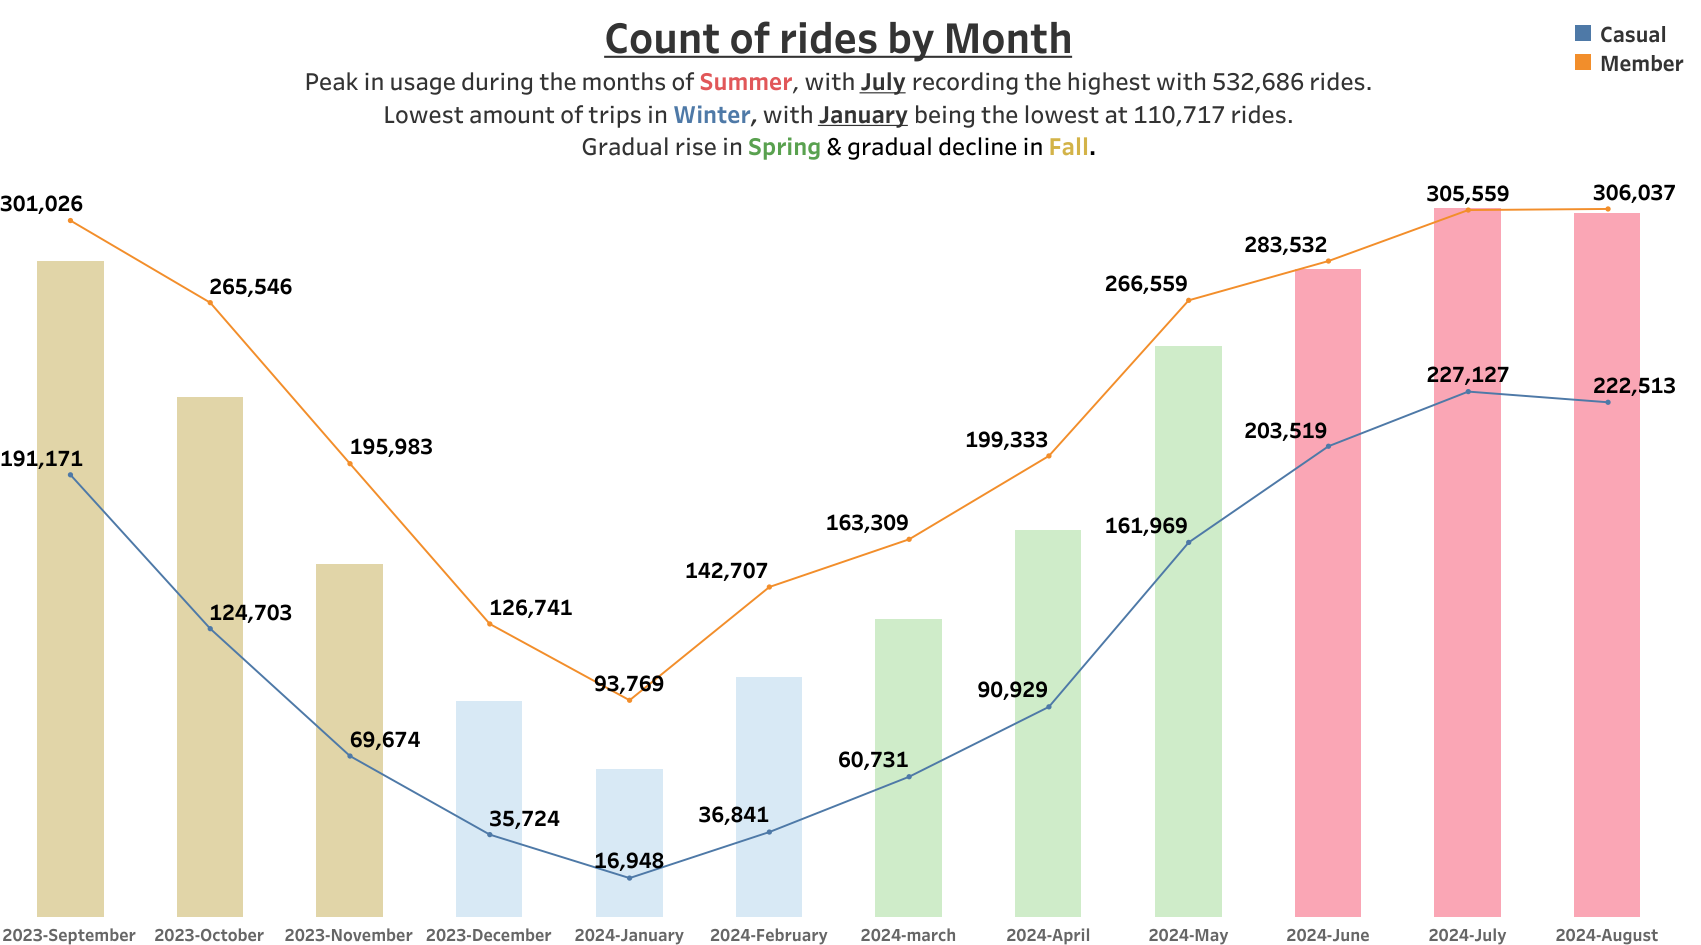 Count of rides by Month
Peak in usage during the months of Summer, with July recording the highest with 532,686 rides.
Lowest amount of trips in Winter, with January being the lowest at 110,717 rides.
Gradual rise in Spring & gradual decline in Fall.
Casual
Member
301,026
265,546
195,983
126,741
93,769
142,707
163,309
199,333
266,559
283,532
305,559
306,037
191,171
124,703
69,674
35,724
16,948
36,841
60,731
90,929
161,969
203,519
227,127
222,513
2023-September
2023-October
2023-November
2023-December
2024-January
2024-February
2024-march
2024-April
2024-May
2024-June
2024-July
2024-August